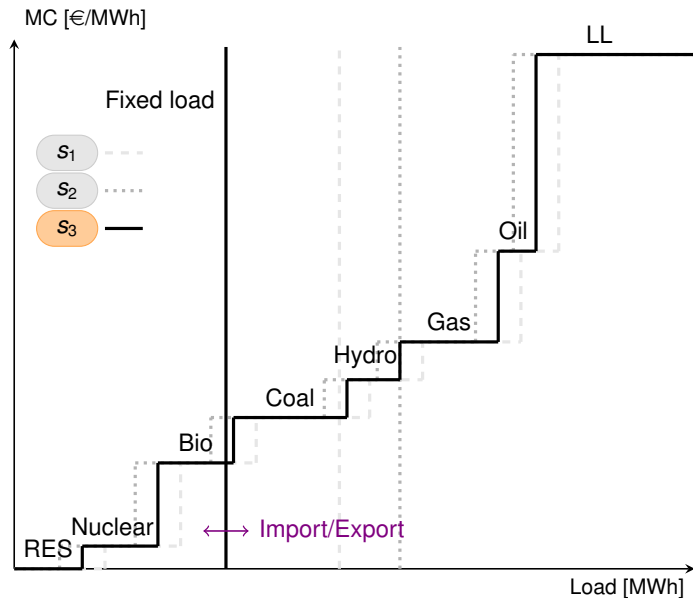 MC [€/MWh]
LL
Fixed load
s1
s2
s3
Oil
Gas
Hydro
Coal
Bio
Nuclear
Import/Export
RES
Load [MWh]